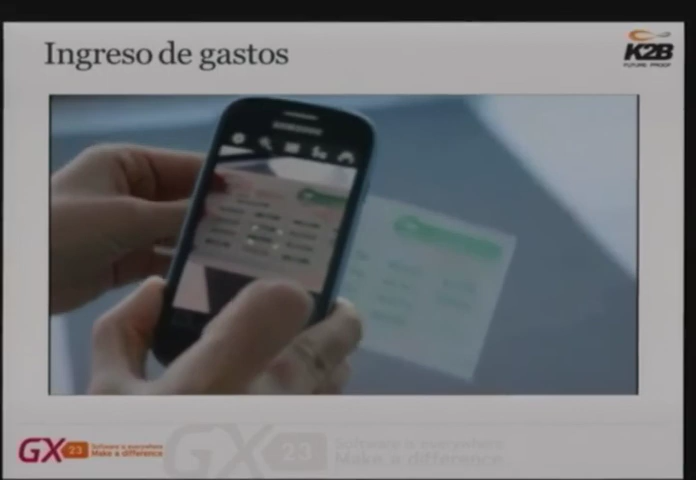 Ingreso de gastos
K2B
FUTURE PROOF
SAMSUNG
GX 23 Software is everywhere
Make a difference
GX 23 Software is everywhere
Make a difference